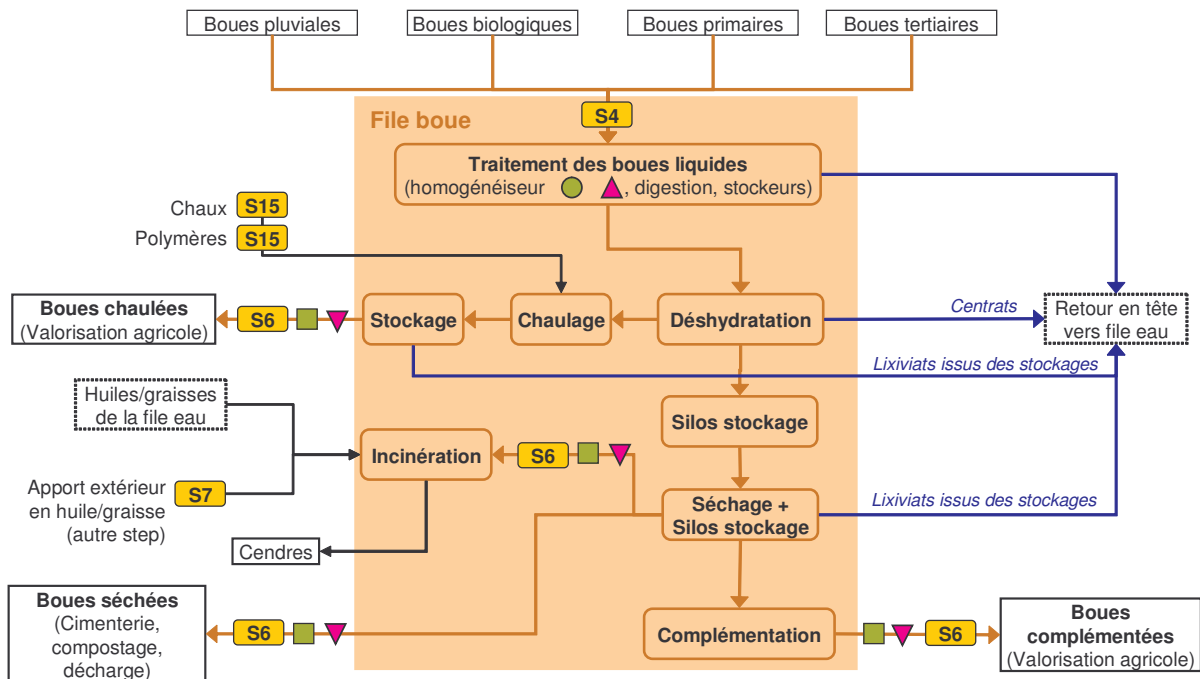 Boues pluviales
Boues biologiques
Boues primaires
Boues tertiaires
File boue
S4
Traitement des boues liquides
(homogénéiseur , digestion, stockeurs)
Chaux S15
Polymères S15
Boues chaulées
(Valorisation agricole)
S6
Stockage
Chaulage
Déshydratation
Centrats
Retour en tête
vers file eau
Lixiviats issus des stockages
Huiles/graisses
de la file eau
Silos stockage
Incinération
S6
Apport extérieur
en huile/graisse
(autre step)
S7
Séchage +
Silos stockage
Lixiviats issus des stockages
Cendres
Boues séchées
(Cimenterie,
compostage,
décharge)
S6
Complémentation
S6
Boues
complémentées
(Valorisation agricole)